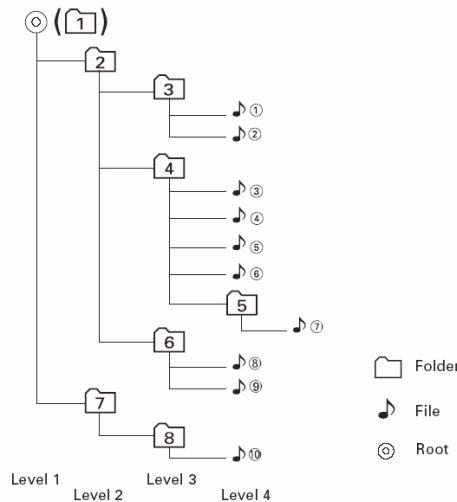 (1)
2
3
①
②
4
③
④
⑤
⑥
5
⑦
6
⑧
⑨
7
8
⑩
Folder
File
Root
Level 1
Level 2
Level 3
Level 4